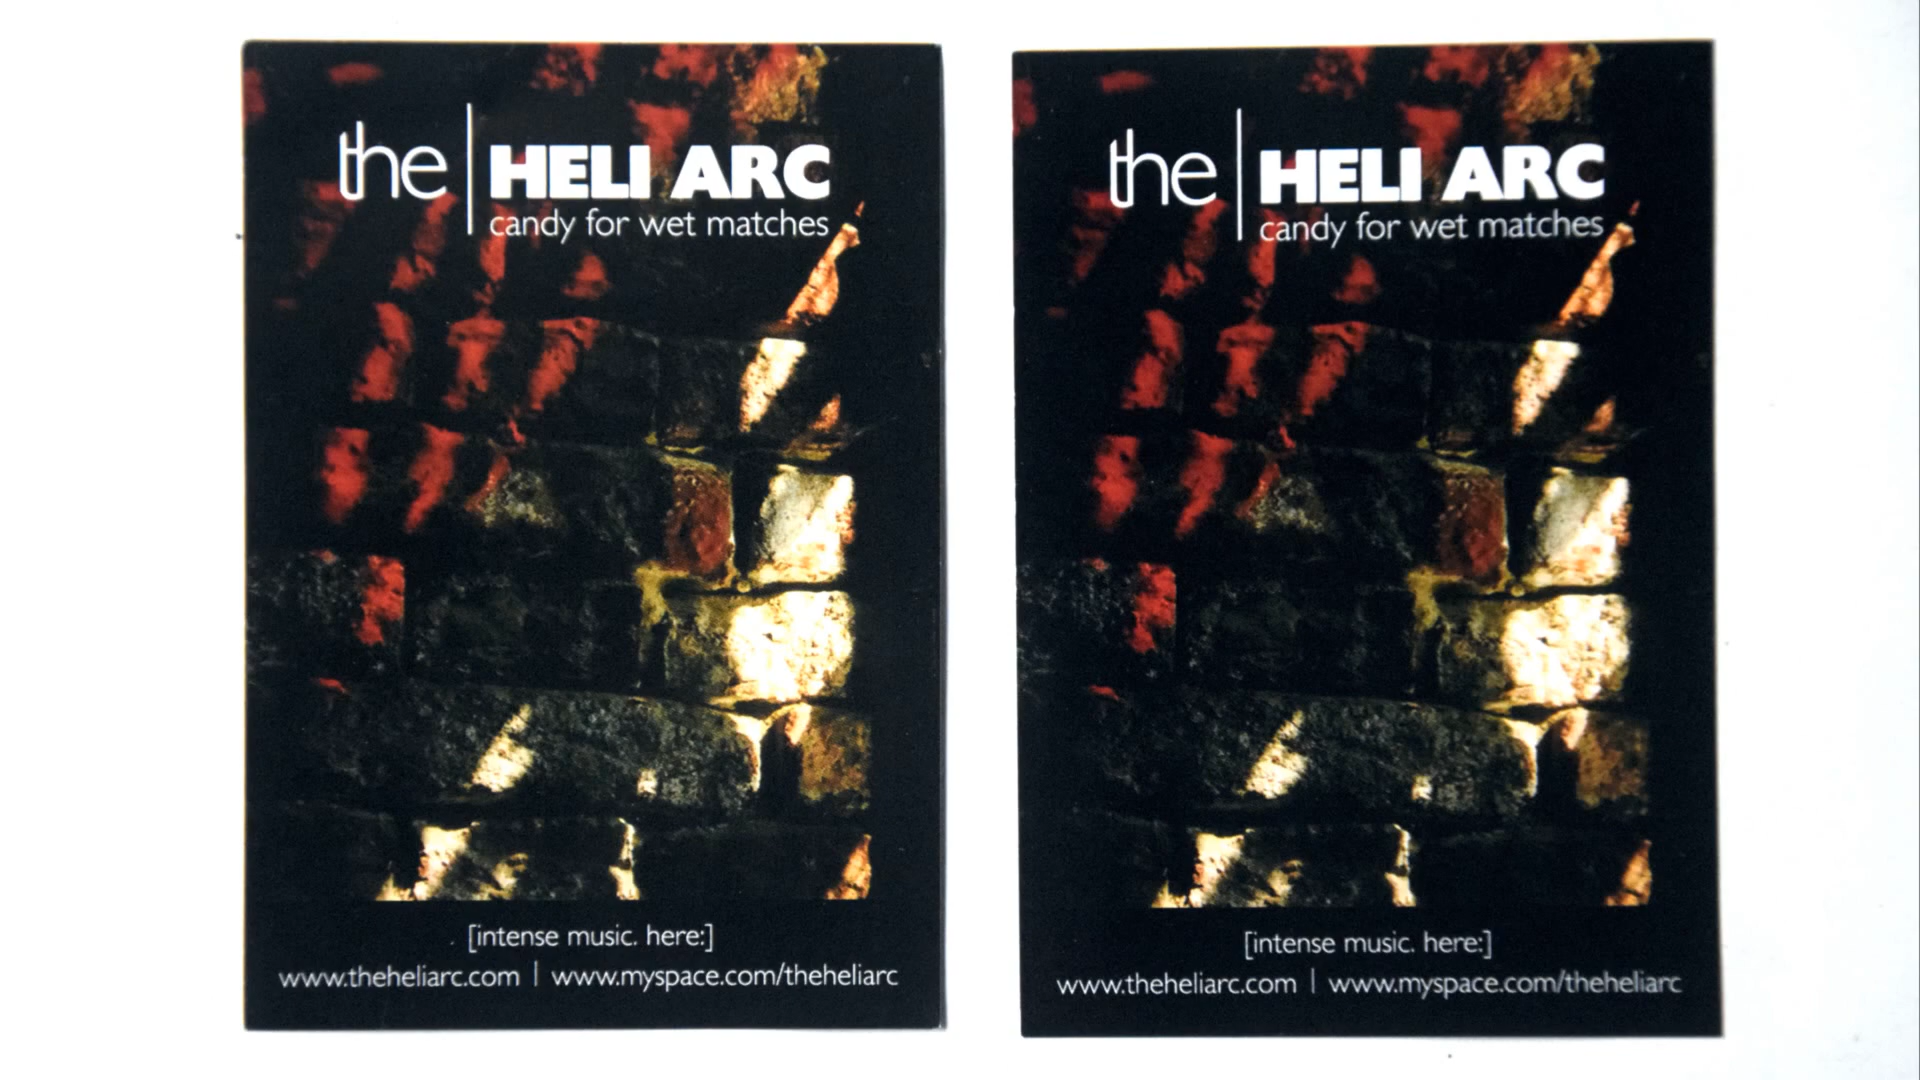 the | HELI ARC
candy for wet matches
[intense music. here:]
www.theheliarc.com | www.myspace.com/theheliarc
the | HELI ARC
candy for wet matches
[intense music. here:]
www.theheliarc.com | www.myspace.com/theheliarc